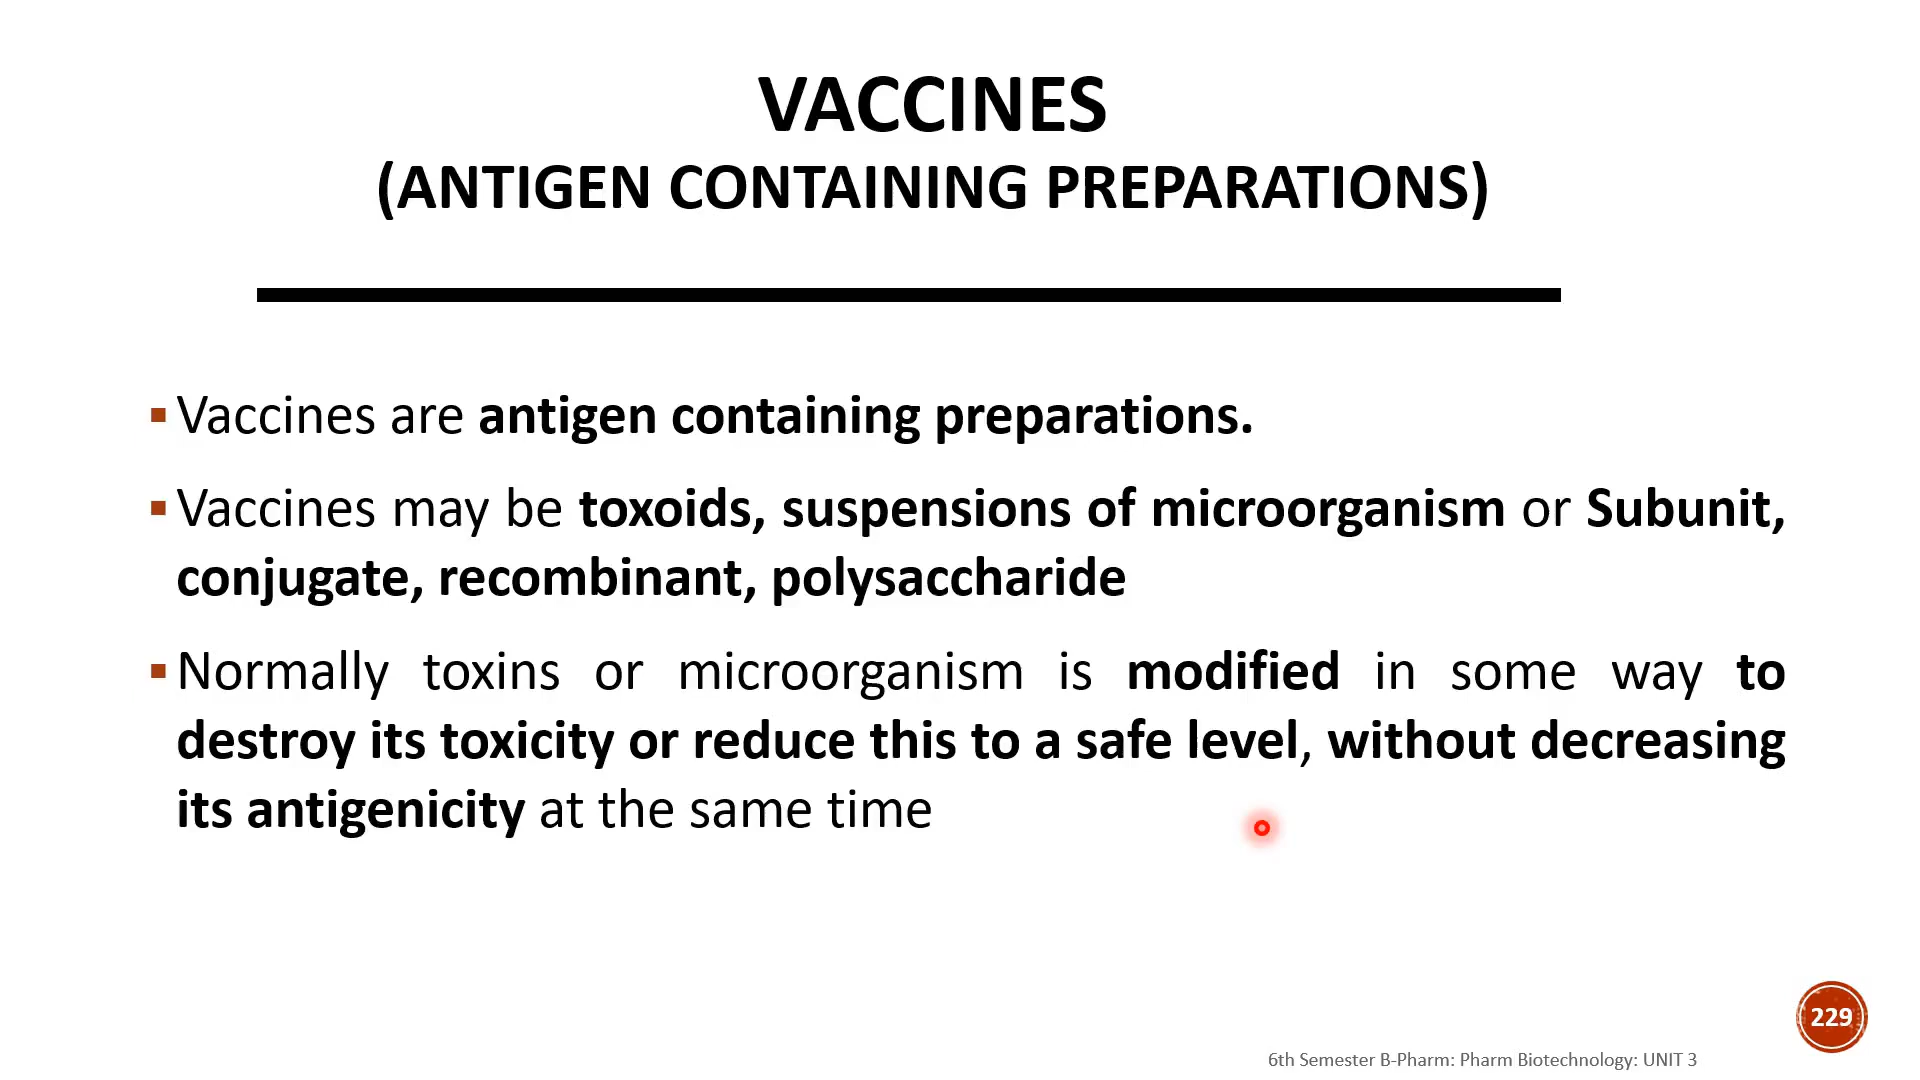 VACCINES
(ANTIGEN CONTAINING PREPARATIONS)
▪Vaccines are antigen containing preparations.
▪Vaccines may be toxoids, suspensions of microorganism or Subunit,
conjugate, recombinant, polysaccharide
▪Normally toxins or microorganism is modified in some way to
destroy its toxicity or reduce this to a safe level, without decreasing
its antigenicity at the same time
229
6th Semester B-Pharm: Pharm Biotechnology: UNIT 3